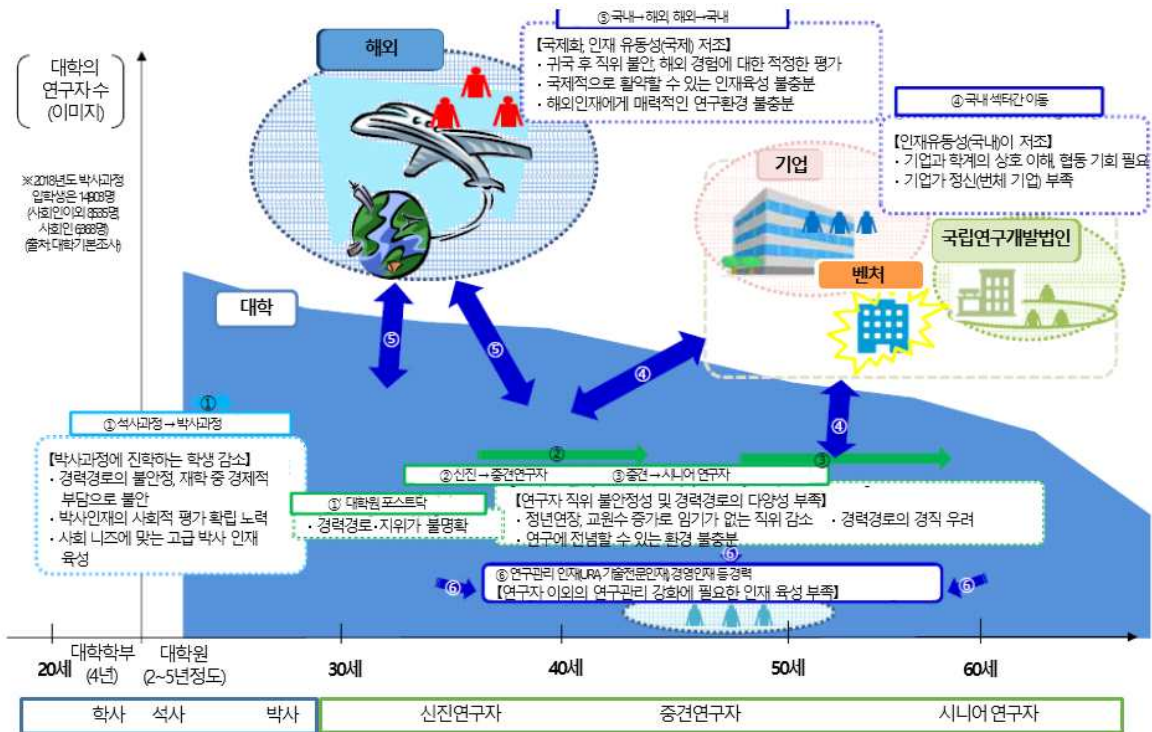 ⑤ 국내→ 해외, 해외→국내
【국제화, 인재 유동성(국제) 저조】
· 귀국 후 직위 불안, 해외 경험에 대한 적정한 평가
· 국제적으로 활약할 수 있는 인재육성 불충분
· 해외인재에게 매력적인 연구환경 불충분
해외
대학의
연구자 수
(이미지)
④ 국내 섹터간 이동
【인재유동성(국내)이 저조】
· 기업과 학계의 상호 이해, 협동 기회 필요
· 기업가 정신(벤체 기업) 부족
기업
※2018년도 박사과정
입학생은 14903명
(사회인이외 8535명
사회인 6368명)
(출처: 대학기본조사)
국립연구개발법인
벤처
대학
⑤
⑤
④
④
①
① 석사과정 → 박사과정
【박사과정에 진학하는 학생 감소】
· 경력경로의 불안정, 재학 중 경제적
부담으로 불안
· 박사인재의 사회적 평가 확립 노력
· 사회 니즈에 맞는 고급 박사 인재
육성
②
③
② 신진 → 중견연구자 ③ 중견 → 시니어 연구자
①' 대학원 포스트닥
· 경력경로·지위가 불명확
【연구자 직위 불안정성 및 경력경로의 다양성 부족】
· 정년연장, 교원수 증가로 임기가 없는 직위 감소 · 경력경로의 경직 우려
· 연구에 전념할 수 있는 환경 불충분
⑥
⑥
⑥
⑥ 연구관리 인재(URA, 기술전문인재), 경영인재 등 경력
【연구자 이외의 연구관리 강화에 필요한 인재 육성 부족】
20세 대학학부 (4년) 대학원 (2~5년정도) 30세 40세 50세 60세
학사 석사 박사 신진연구자 중견연구자 시니어 연구자